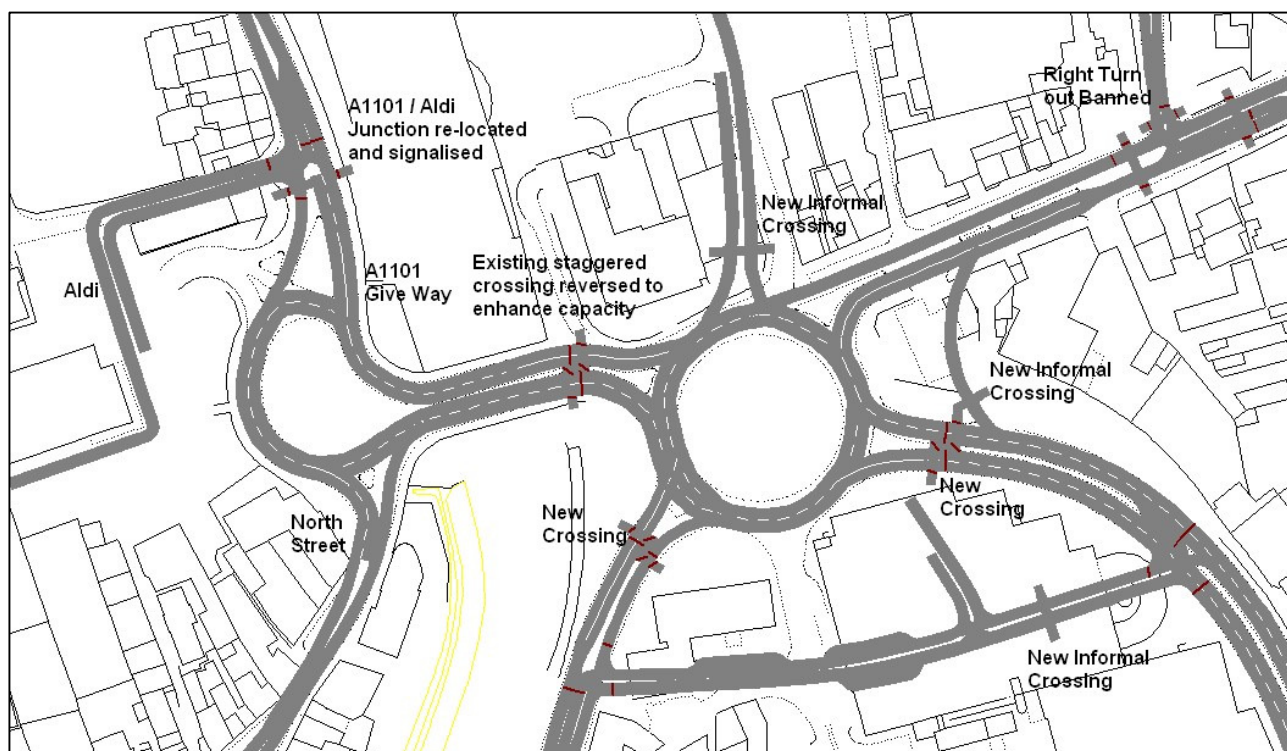 Right Turn
out Banned
A1101 / Aldi
Junction re-located
and signalised
New Informal
Crossing
Existing staggered
crossing reversed to
enhance capacity
A1101
Give Way
Aldi
New Informal
Crossing
New
Crossing
North
Street
New
Crossing
New Informal
Crossing